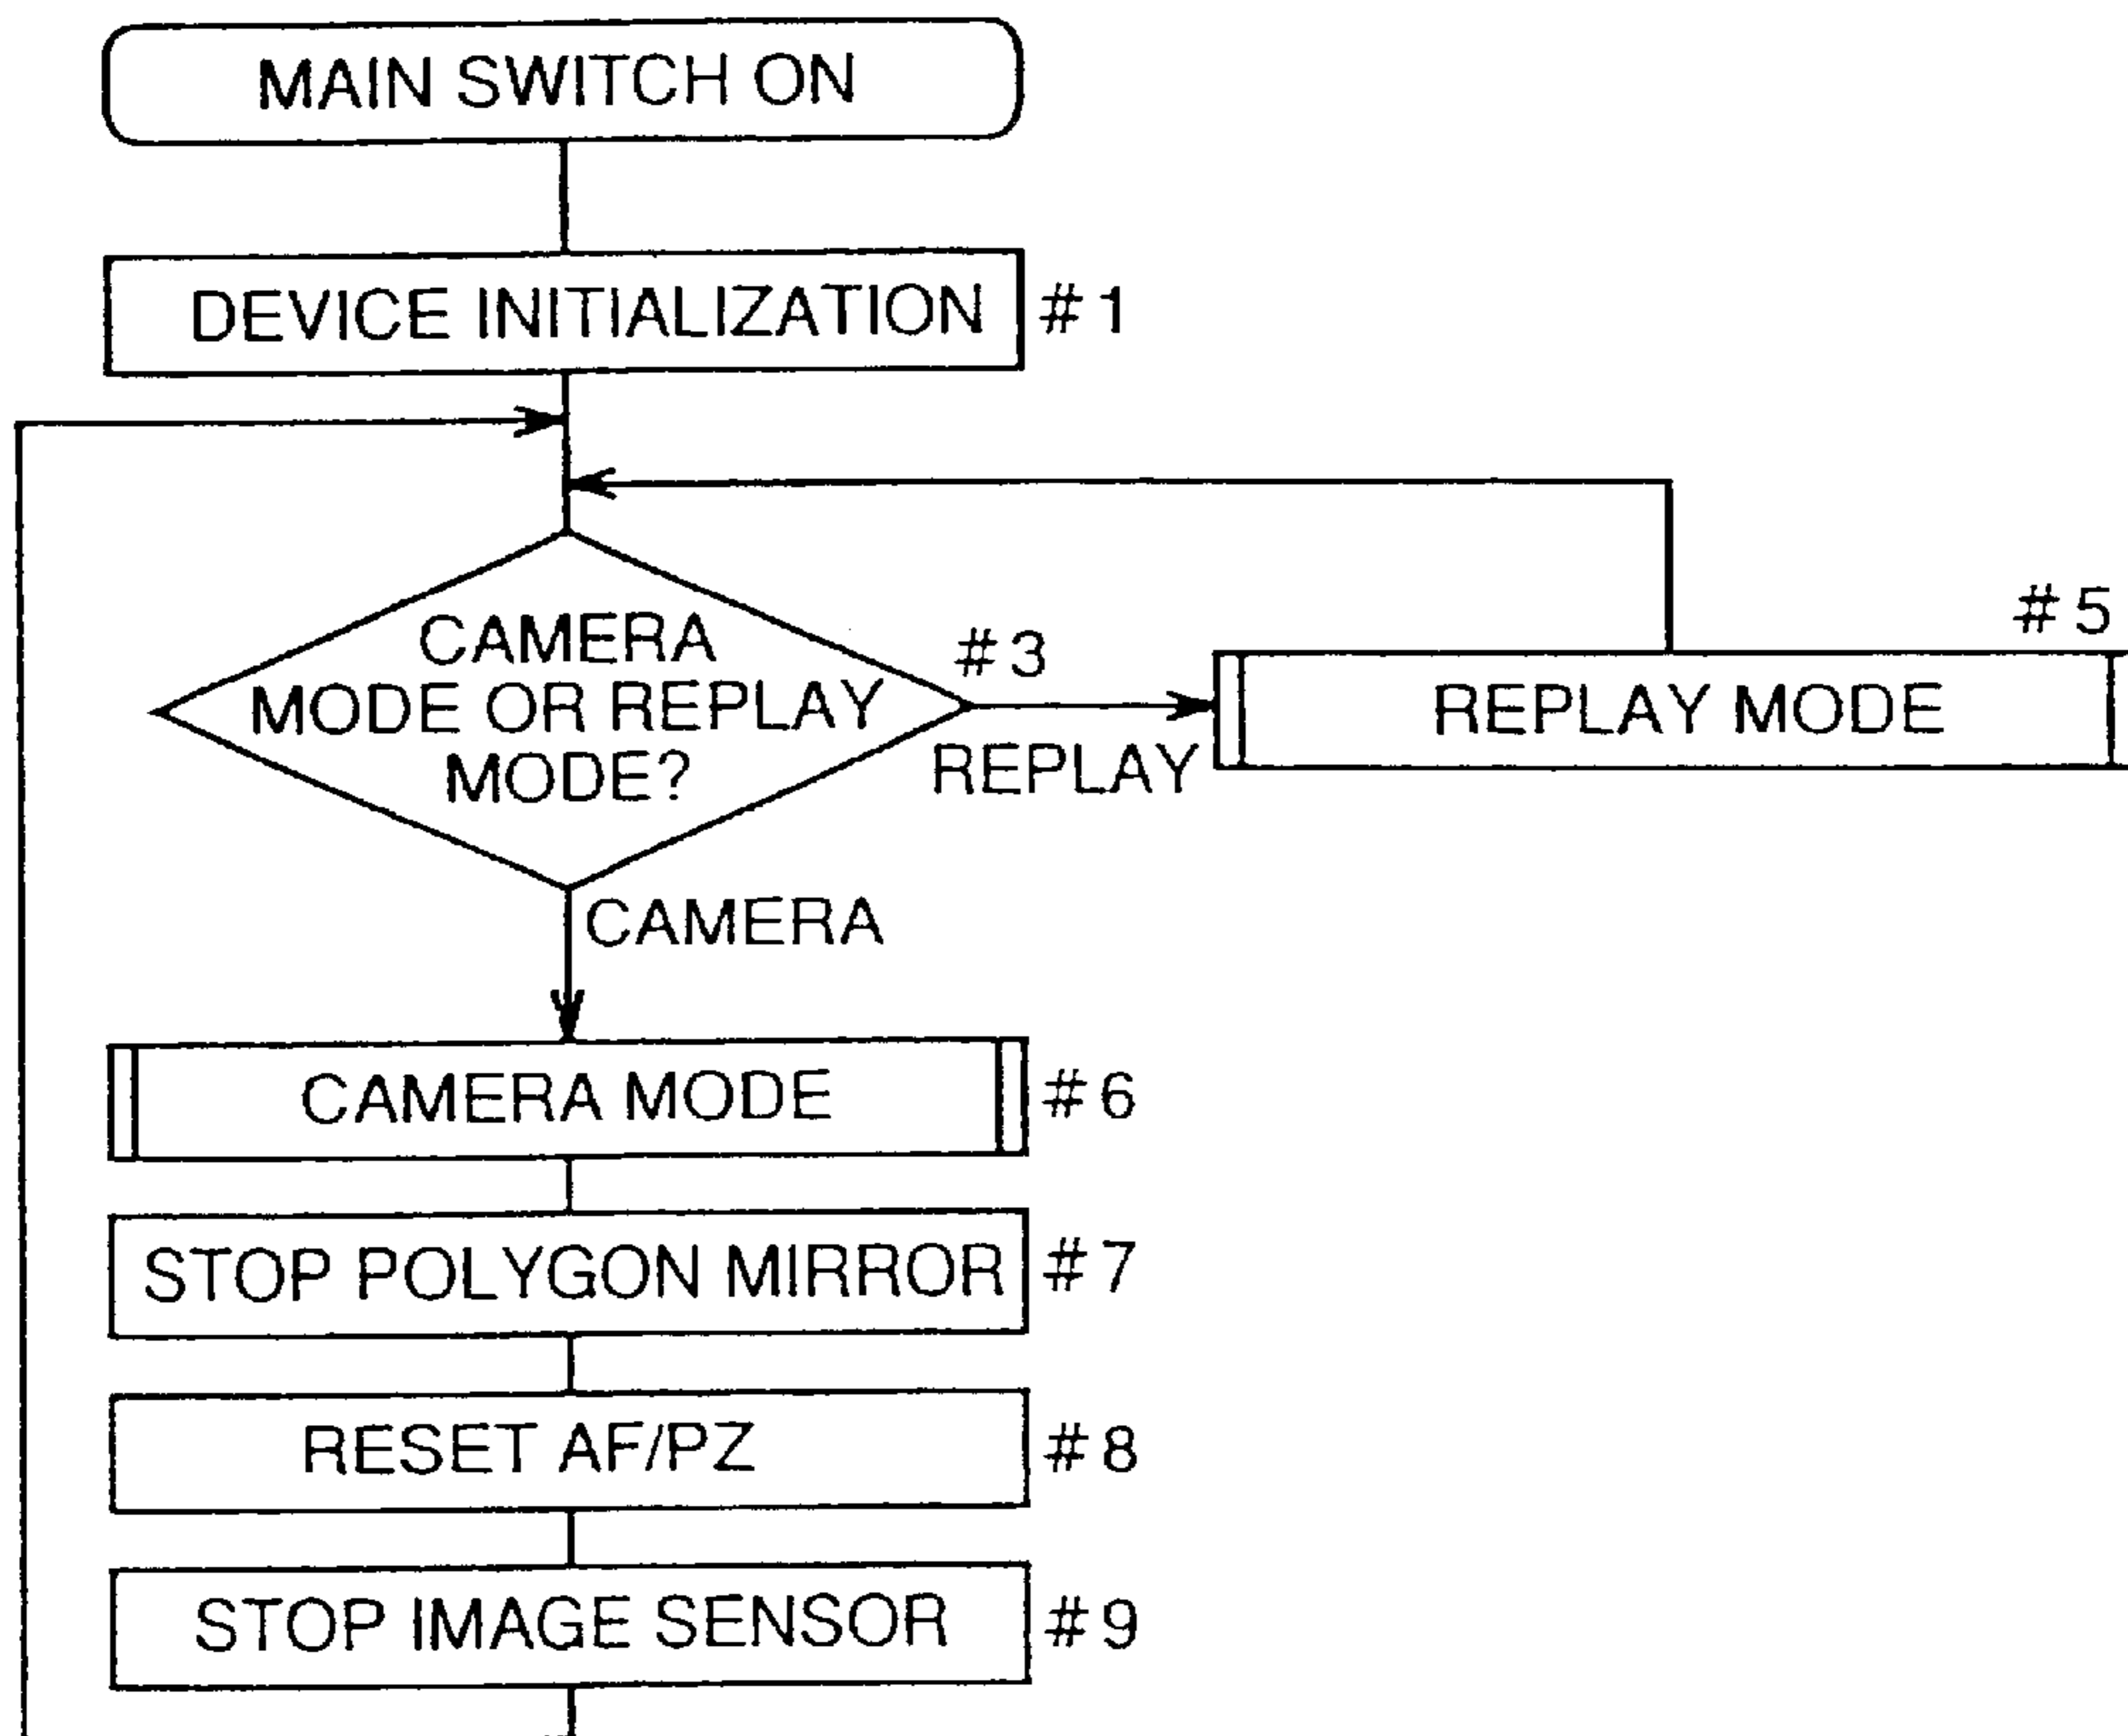 MAIN SWITCH ON
DEVICE INITIALIZATION #1
CAMERA
MODE OR REPLAY
MODE?
#3
REPLAY
#5
REPLAY MODE
CAMERA
CAMERA MODE #6
STOP POLYGON MIRROR #7
RESET AF/PZ #8
STOP IMAGE SENSOR #9